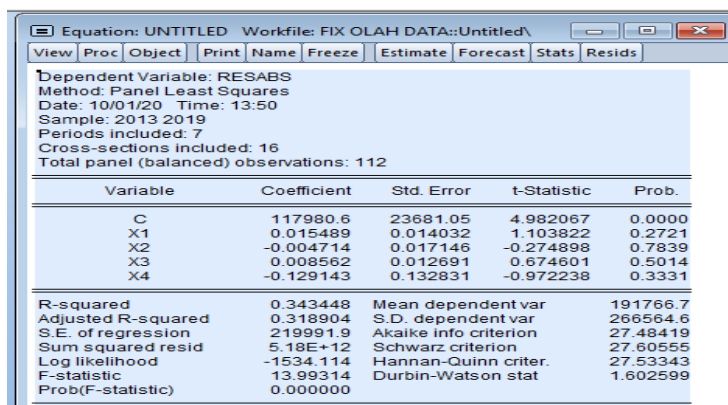 Equation: UNTITLED Workfile: FIX OLAH DATA::Untitled\
View Proc Object Print Name Freeze Estimate Forecast Stats Resids
Dependent Variable: RESABS
Method: Panel Least Squares
Date: 10/01/20 Time: 13:50
Sample: 2013 2019
Periods included: 7
Cross-sections included: 16
Total panel (balanced) observations: 112
Variable Coefficient Std. Error t-Statistic Prob.
C 117980.6 23681.05 4.982067 0.0000
X1 0.015489 0.014032 1.103822 0.2721
X2 -0.004714 0.017146 -0.274898 0.7839
X3 0.008562 0.012691 0.674601 0.5014
X4 -0.129143 0.132831 -0.972238 0.3331
R-squared 0.343448 Mean dependent var 191766.7
Adjusted R-squared 0.318904 S.D. dependent var 266564.6
S.E. of regression 219991.9 Akaike info criterion 27.48419
Sum squared resid 5.18E+12 Schwarz criterion 27.60555
Log likelihood -1534.114 Hannan-Quinn criter. 27.53343
F-statistic 13.99314 Durbin-Watson stat 1.602599
Prob(F-statistic) 0.000000